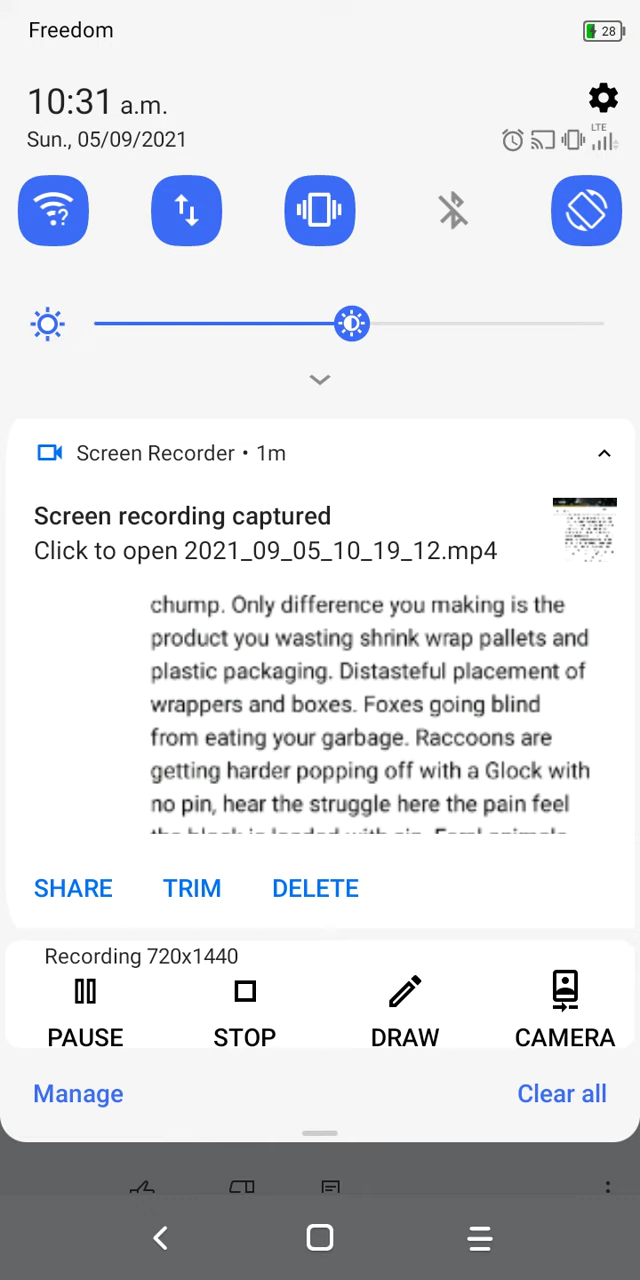 Freedom
28
10:31 a.m.
Sun., 05/09/2021
LTE
Screen Recorder • 1m
Screen recording captured
Click to open 2021_09_05_10_19_12.mp4
chump. Only difference you making is the
product you wasting shrink wrap pallets and
plastic packaging. Distasteful placement of
wrappers and boxes. Foxes going blind
from eating your garbage. Raccoons are
getting harder popping off with a Glock with
no pin, hear the struggle here the pain feel
SHARE TRIM DELETE
Recording 720x1440
PAUSE STOP DRAW CAMERA
Manage Clear all